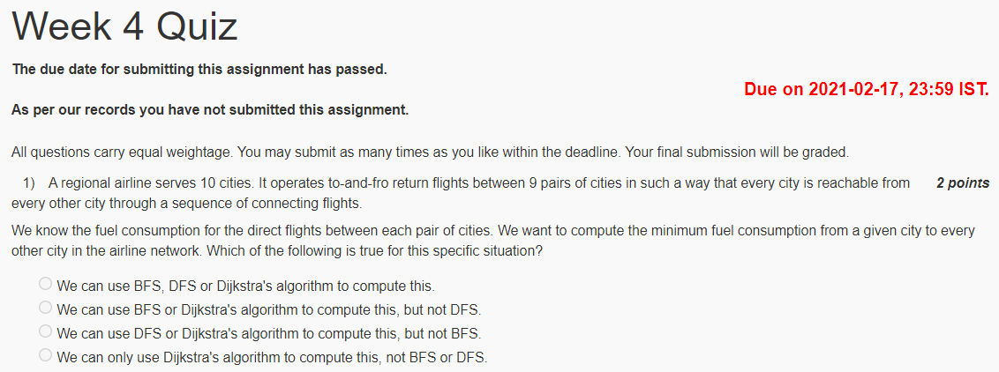 Week 4 Quiz
The due date for submitting this assignment has passed.
Due on 2021-02-17, 23:59 IST.
As per our records you have not submitted this assignment.
All questions carry equal weightage. You may submit as many times as you like within the deadline. Your final submission will be graded.
1) A regional airline serves 10 cities. It operates to-and-fro return flights between 9 pairs of cities in such a way that every city is reachable from 2 points
every other city through a sequence of connecting flights.
We know the fuel consumption for the direct flights between each pair of cities. We want to compute the minimum fuel consumption from a given city to every
other city in the airline network. Which of the following is true for this specific situation?
We can use BFS, DFS or Dijkstra's algorithm to compute this.
We can use BFS or Dijkstra's algorithm to compute this, but not DFS.
We can use DFS or Dijkstra's algorithm to compute this, but not BFS.
We can only use Dijkstra's algorithm to compute this, not BFS or DFS.